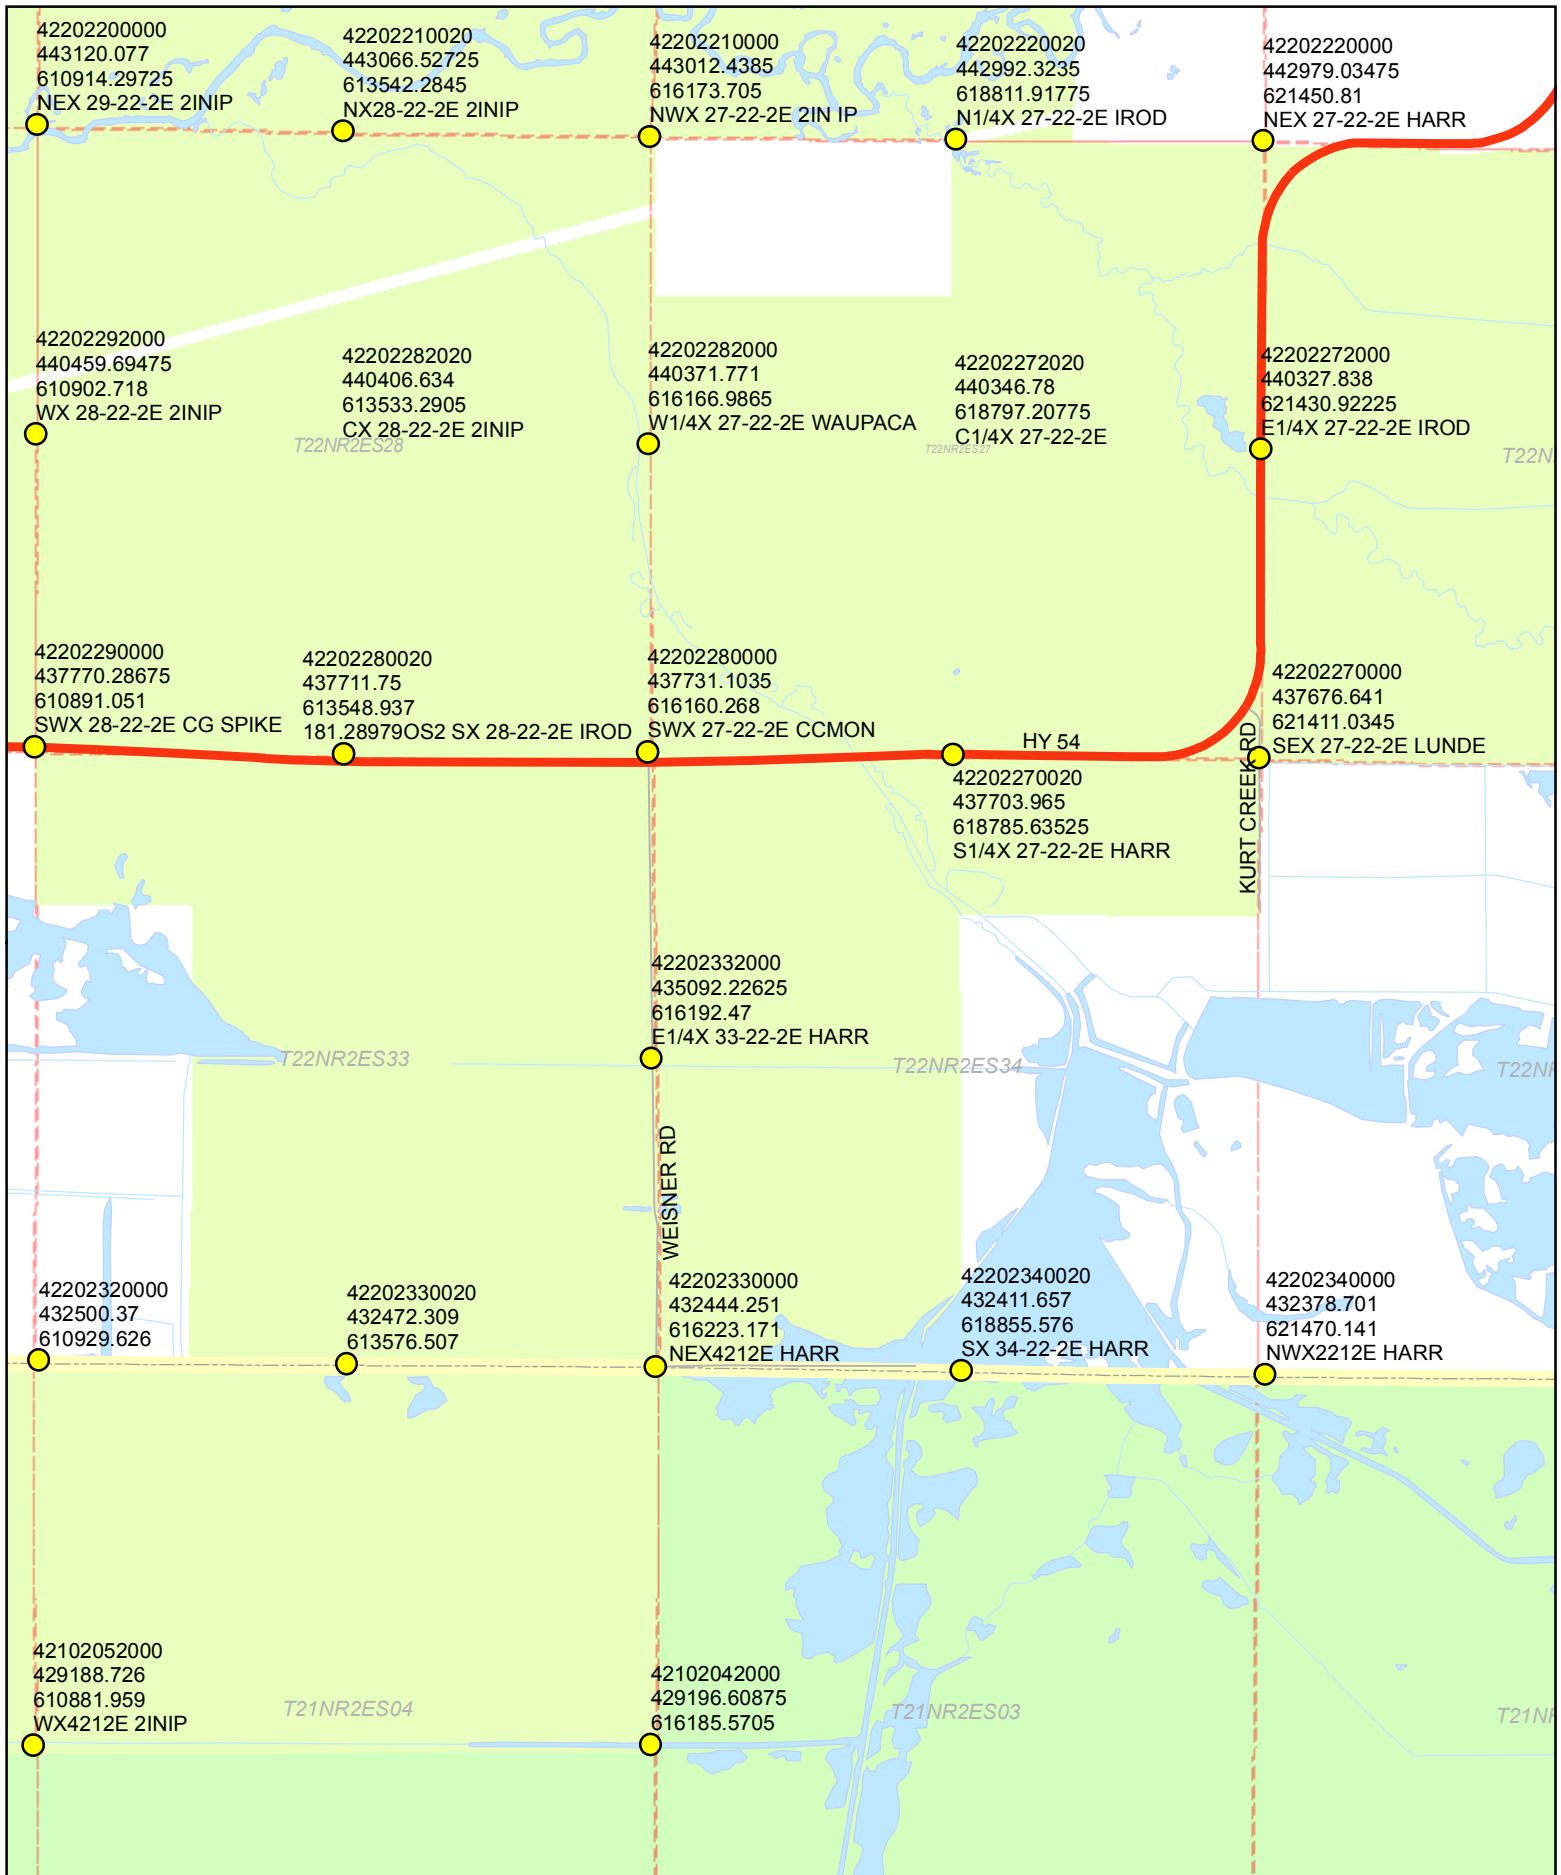 42202200000
443120.077
610914.29725
NEX 29-22-2E 2INIP
42202210020
443066.52725
613542.2845
NX28-22-2E 2INIP
42202210000
443012.4385
616173.705
NWX 27-22-2E 2IN IP
42202220020
442992.3235
618811.91775
N1/4X 27-22-2E IROD
42202220000
442979.03475
621450.81
NEX 27-22-2E HARR
42202292000
440459.69475
610902.718
WX 28-22-2E 2INIP
42202282020
440406.634
613533.2905
CX 28-22-2E 2INIP
T22NR2ES28
42202282000
440371.771
616166.9865
W1/4X 27-22-2E WAUPACA
42202272020
440346.78
618797.20775
C1/4X 27-22-2E
T22NR2ES27
42202272000
440327.838
621430.92225
E1/4X 27-22-2E IROD
T22N
42202290000
437770.28675
610891.051
SWX 28-22-2E CG SPIKE
42202280020
437711.75
613548.937
181.28979OS2 SX 28-22-2E IROD
42202280000
437731.1035
616160.268
SWX 27-22-2E CCMON
HY 54
42202270020
437703.965
618785.63525
S1/4X 27-22-2E HARR
42202270000
437676.641
621411.0345
SEX 27-22-2E LUNDE
KURT CREEK RD
42202332000
435092.22625
616192.47
E1/4X 33-22-2E HARR
T22NR2ES33
T22NR2ES34
T22NR
WEISNER RD
42202320000
432500.37
610929.626
42202330020
432472.309
613576.507
42202330000
432444.251
616223.171
NEX4212E HARR
42202340020
432411.657
618855.576
SX 34-22-2E HARR
42202340000
432378.701
621470.141
NWX2212E HARR
42102052000
429188.726
610881.959
WX4212E 2INIP
T21NR2ES04
42102042000
429196.60875
616185.5705
T21NR2ES03
T21NR